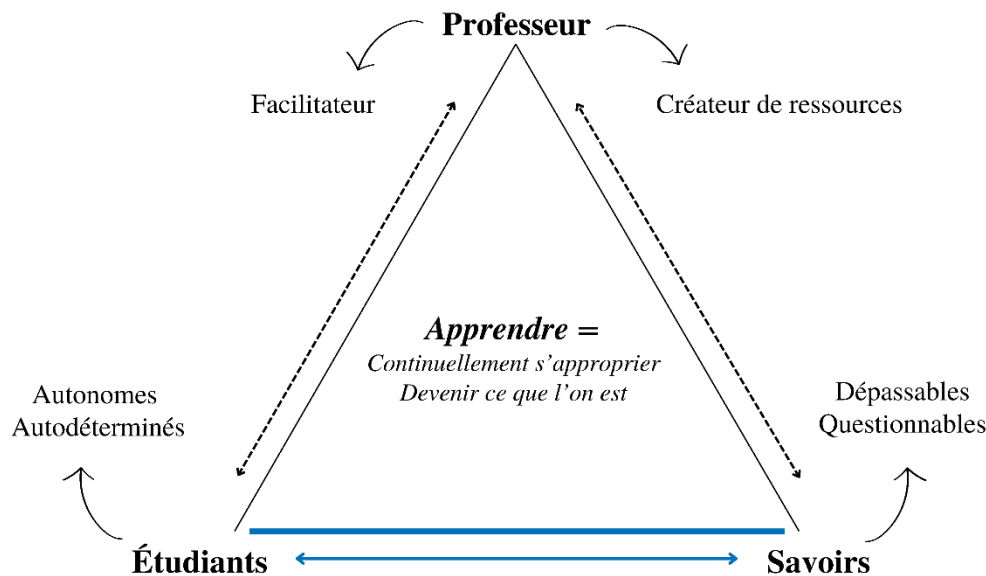 Professeur
Facilitateur
Créateur de ressources
Apprendre =
Continuellement s’approprier
Devenir ce que l’on est
Autonomes
Autodéterminés
Dépassables
Questionnables
Étudiants
Savoirs